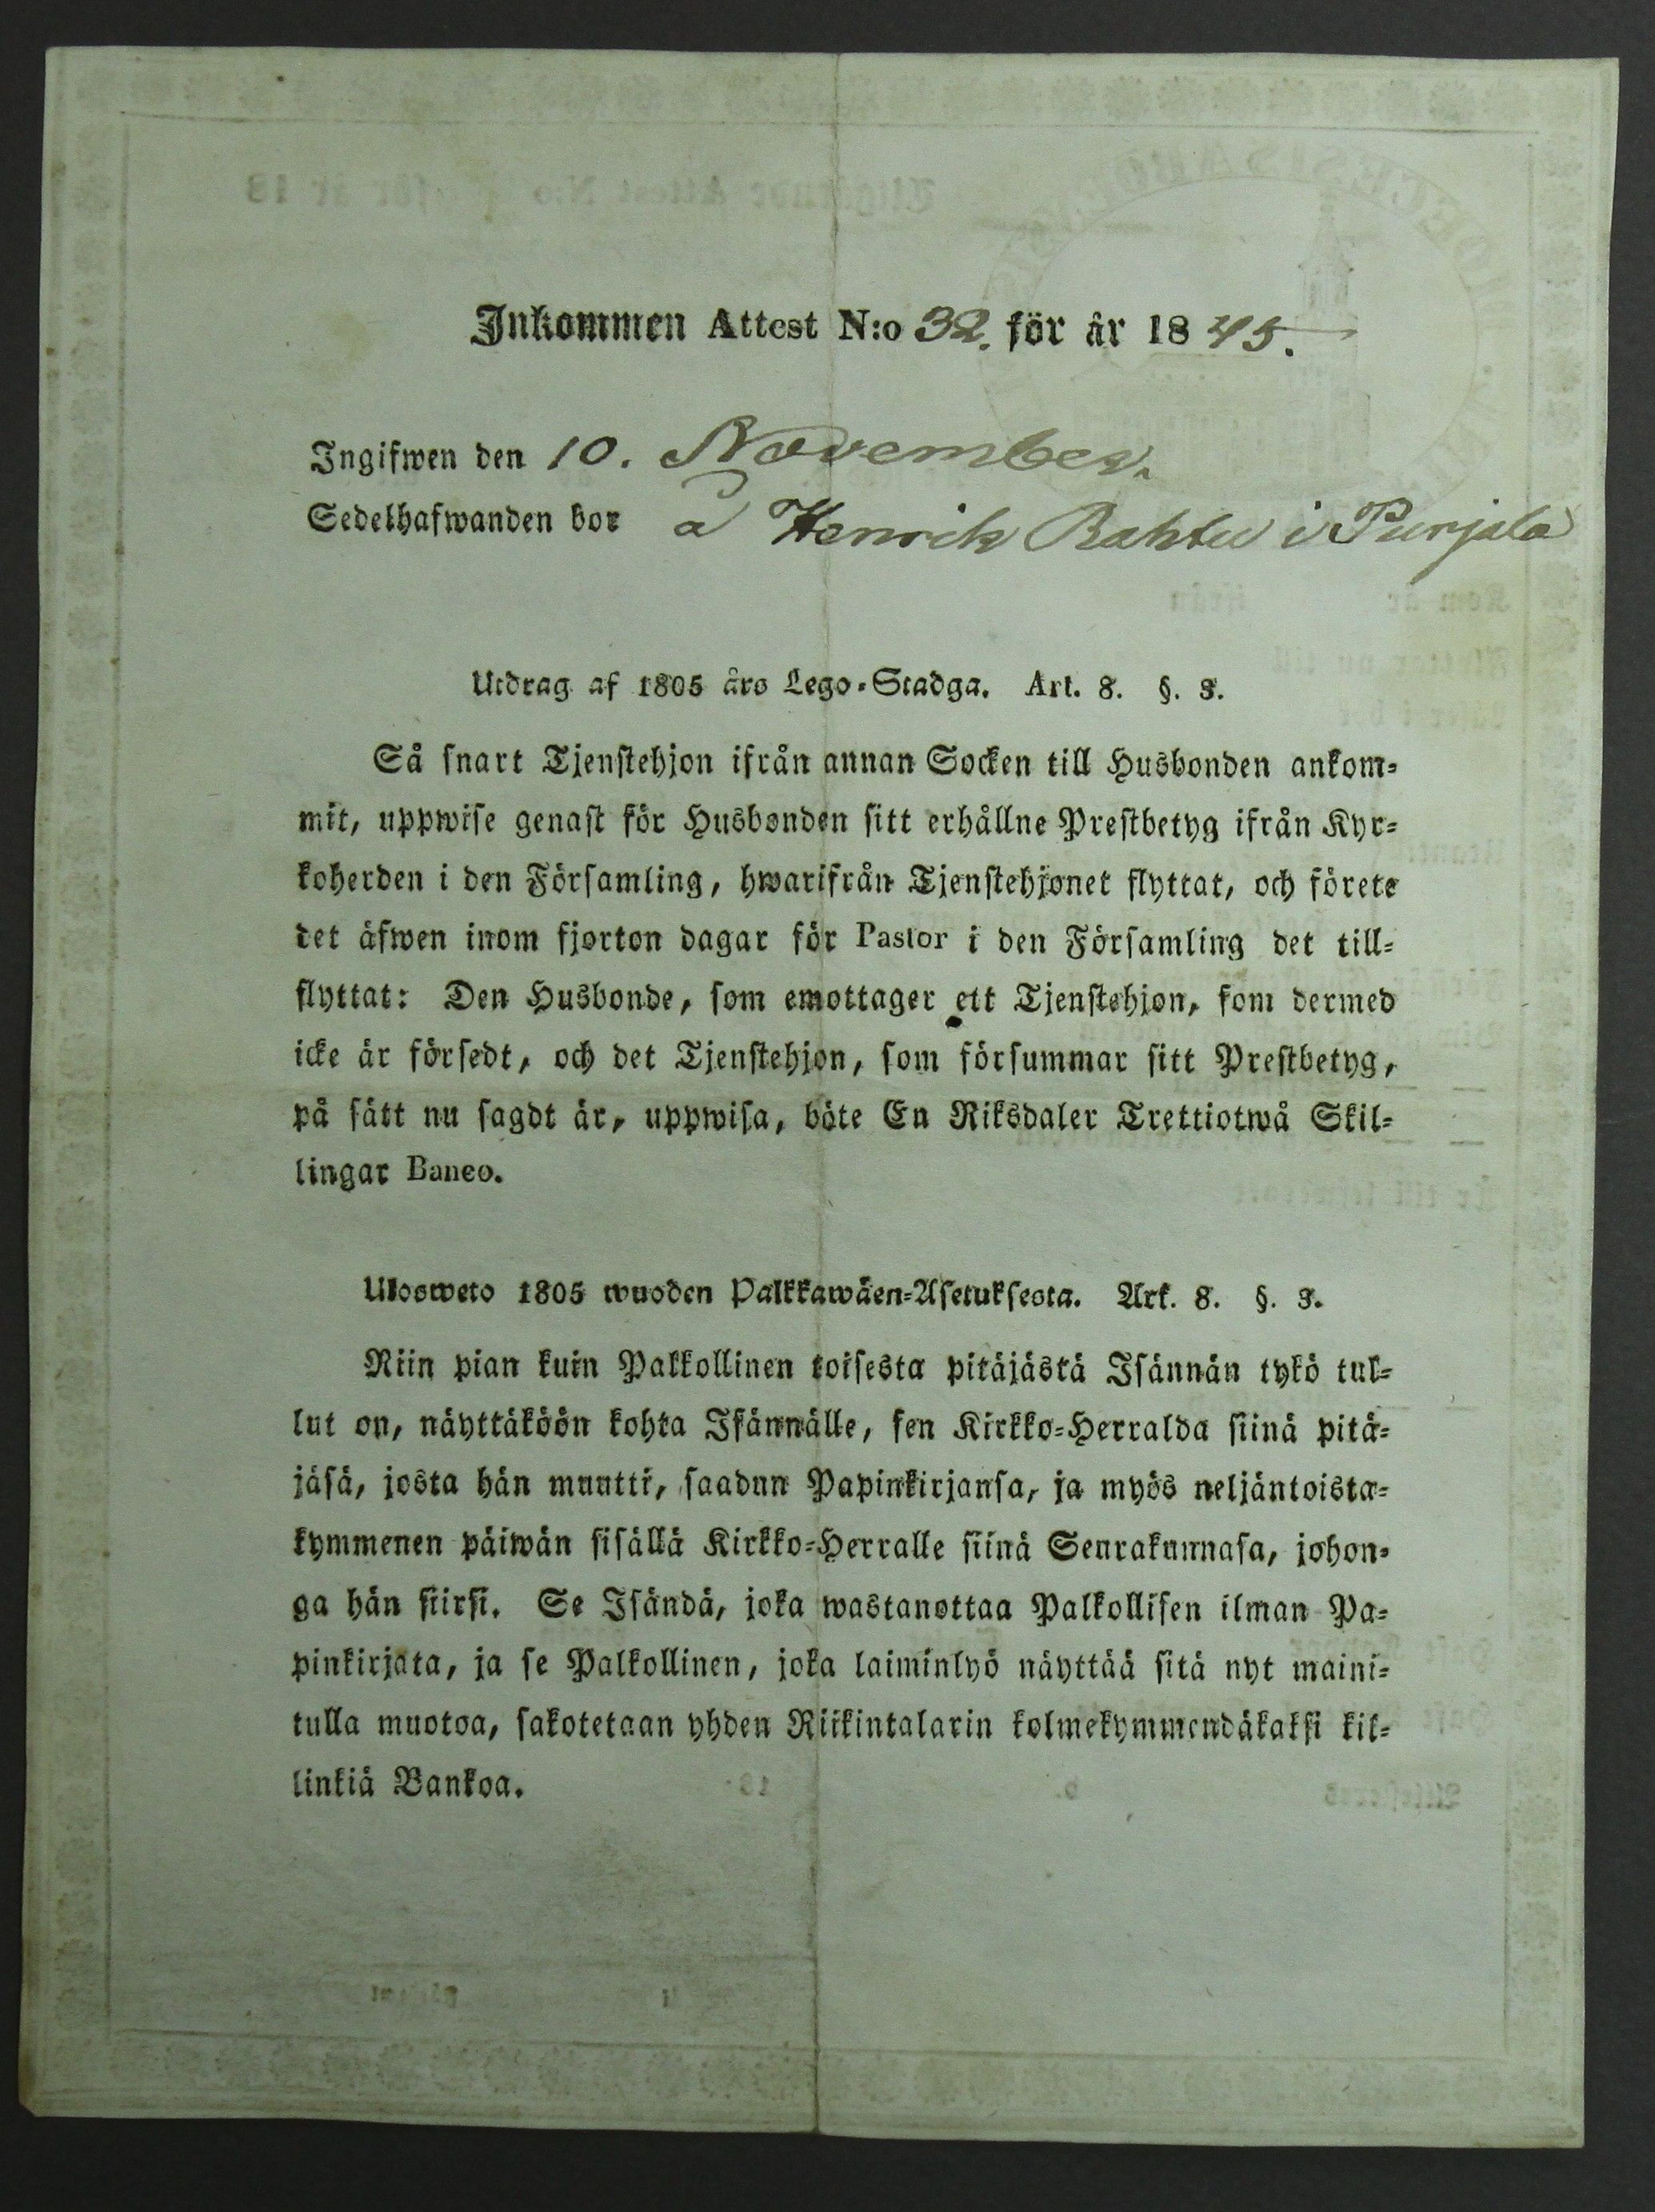 Inkommen Attest N:o 32. för år 1845.
Ingifwen den 10. November.
Sedelhafwanden bor å Henrik Rahtu i Purjala
Utdrag af 1805 års Lego-Stadga. Art. 8. §. 3.
Så snart Tjenstehjon ifrån annan Socken till Husbonden ankom-
mit, uppwise genast för Husbonden sitt erhållne Prestbetyg ifrån Kyr-
koherden i den Församling, hwarifrån Tjenstehjonet flyttat, och förete
det äfwen inom fjorton dagar för Pastor i den Församling det till-
flyttat: Den Husbonde, som emottager ett Tjenstehjon, som dermed
icke är försedt, och det Tjenstehjon, som försummar sitt Prestbetyg,
på sätt nu sagdt är, uppwisa, böte En Riksdaler Trettiotwå Skil-
lingar Banco.
Ulosweto 1805 wuoden Palkkawäen-Asetuksesta. Art. 8. §. 3.
Niin pian kuin Palkollinen toisesta pitäjästä Isännän tykö tul-
lut on, näyttäköön kohta Isännälle, sen Kirkko-Herralda siinä pitä-
jäsä, josta hän muutti, saadun Papinkirjansa, ja myös neljäntoista-
kymmenen päiwän sisällä Kirkko-Herralle siinä Seurakunnasa, johon-
ga hän siirsi. Se Isändä, joka wastanottaa Palkollisen ilman Pa-
pinkirjata, ja se Palkollinen, joka laiminlyö näyttää sitä nyt maini-
tulla muotoa, sakotetaan yhden Riikintalarin kolmekymmendäkaksi kil-
linkiä Bankoa.